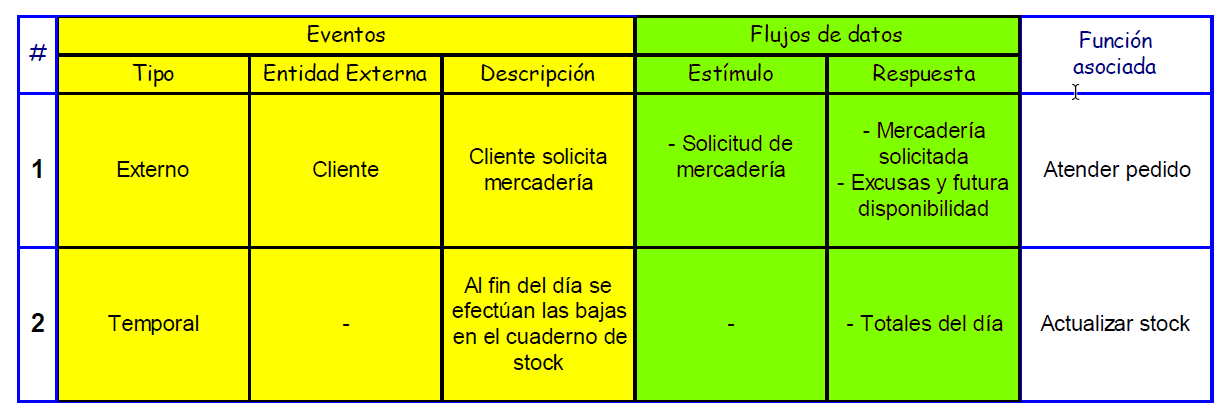 #
Eventos
Flujos de datos
Función
asociada
Tipo
Entidad Externa
Descripción
Estímulo
Respuesta
1
Externo
Cliente
Cliente solicita
mercadería
- Solicitud de
mercadería
- Mercadería
solicitada
- Excusas y futura
disponibilidad
Atender pedido
2
Temporal
-
Al fin del día se
efectúan las bajas
en el cuaderno de
stock
-
- Totales del día
Actualizar stock